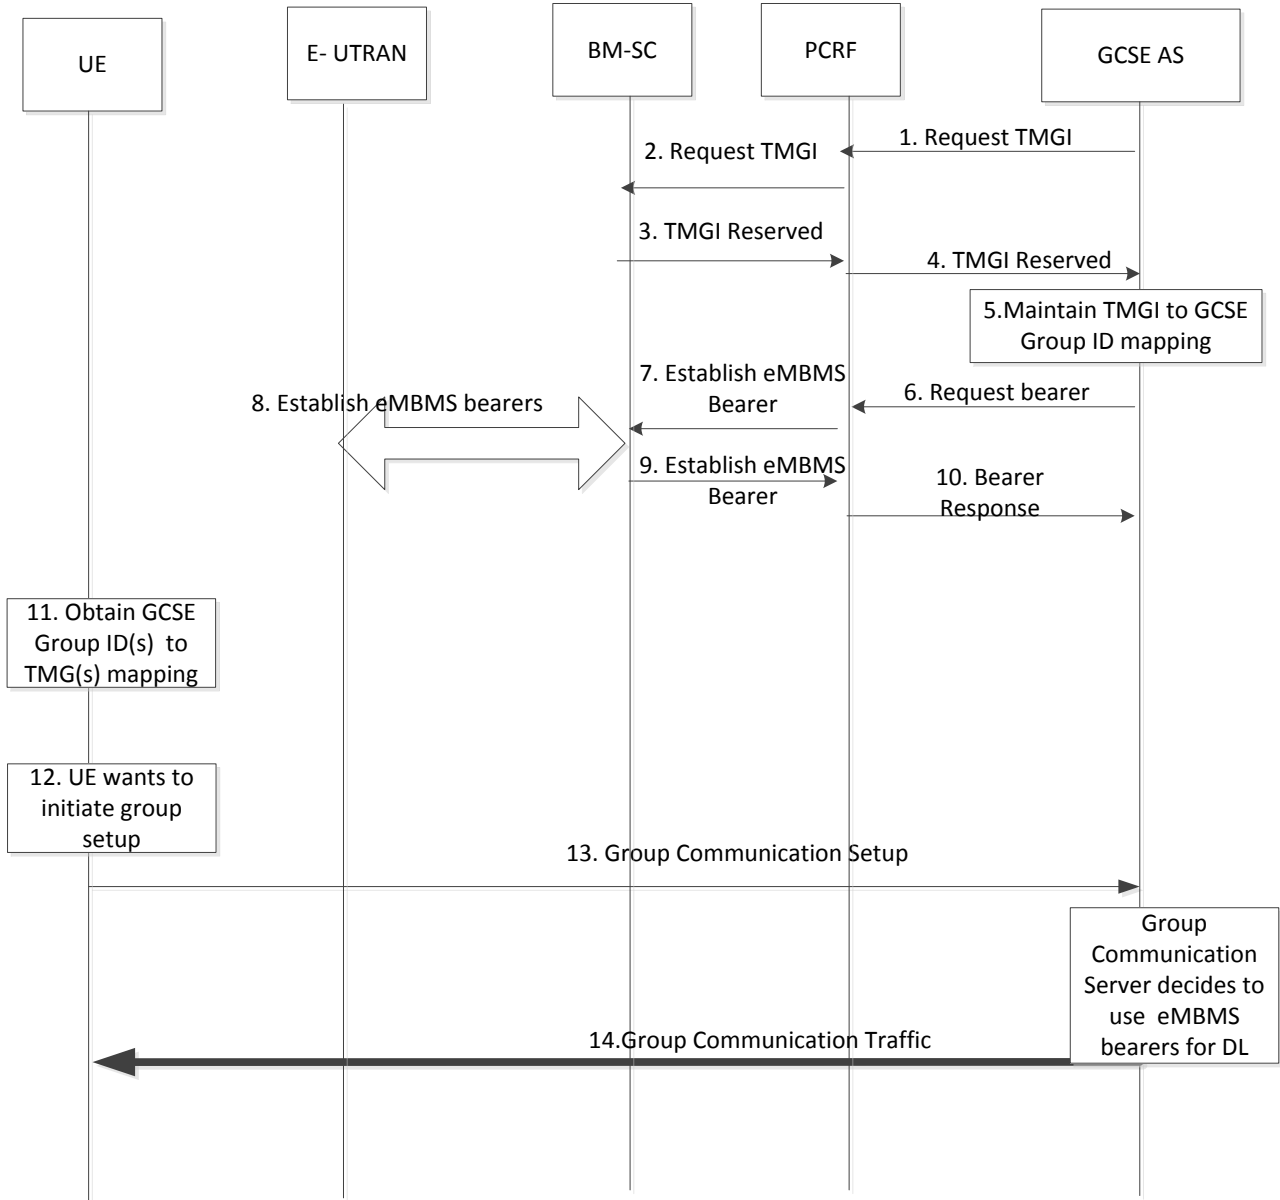 UE
E- UTRAN
BM-SC
PCRF
GCSE AS
1. Request TMGI
2. Request TMGI
3. TMGI Reserved
4. TMGI Reserved
5.Maintain TMGI to GCSE
Group ID mapping
6. Request bearer
7. Establish eMBMS
Bearer
8. Establish eMBMS bearers
9. Establish eMBMS
Bearer
10. Bearer
Response
11. Obtain GCSE
Group ID(s) to
TMG(s) mapping
12. UE wants to
initiate group
setup
13. Group Communication Setup
Group
Communication
Server decides to
use eMBMS
bearers for DL
14.Group Communication Traffic